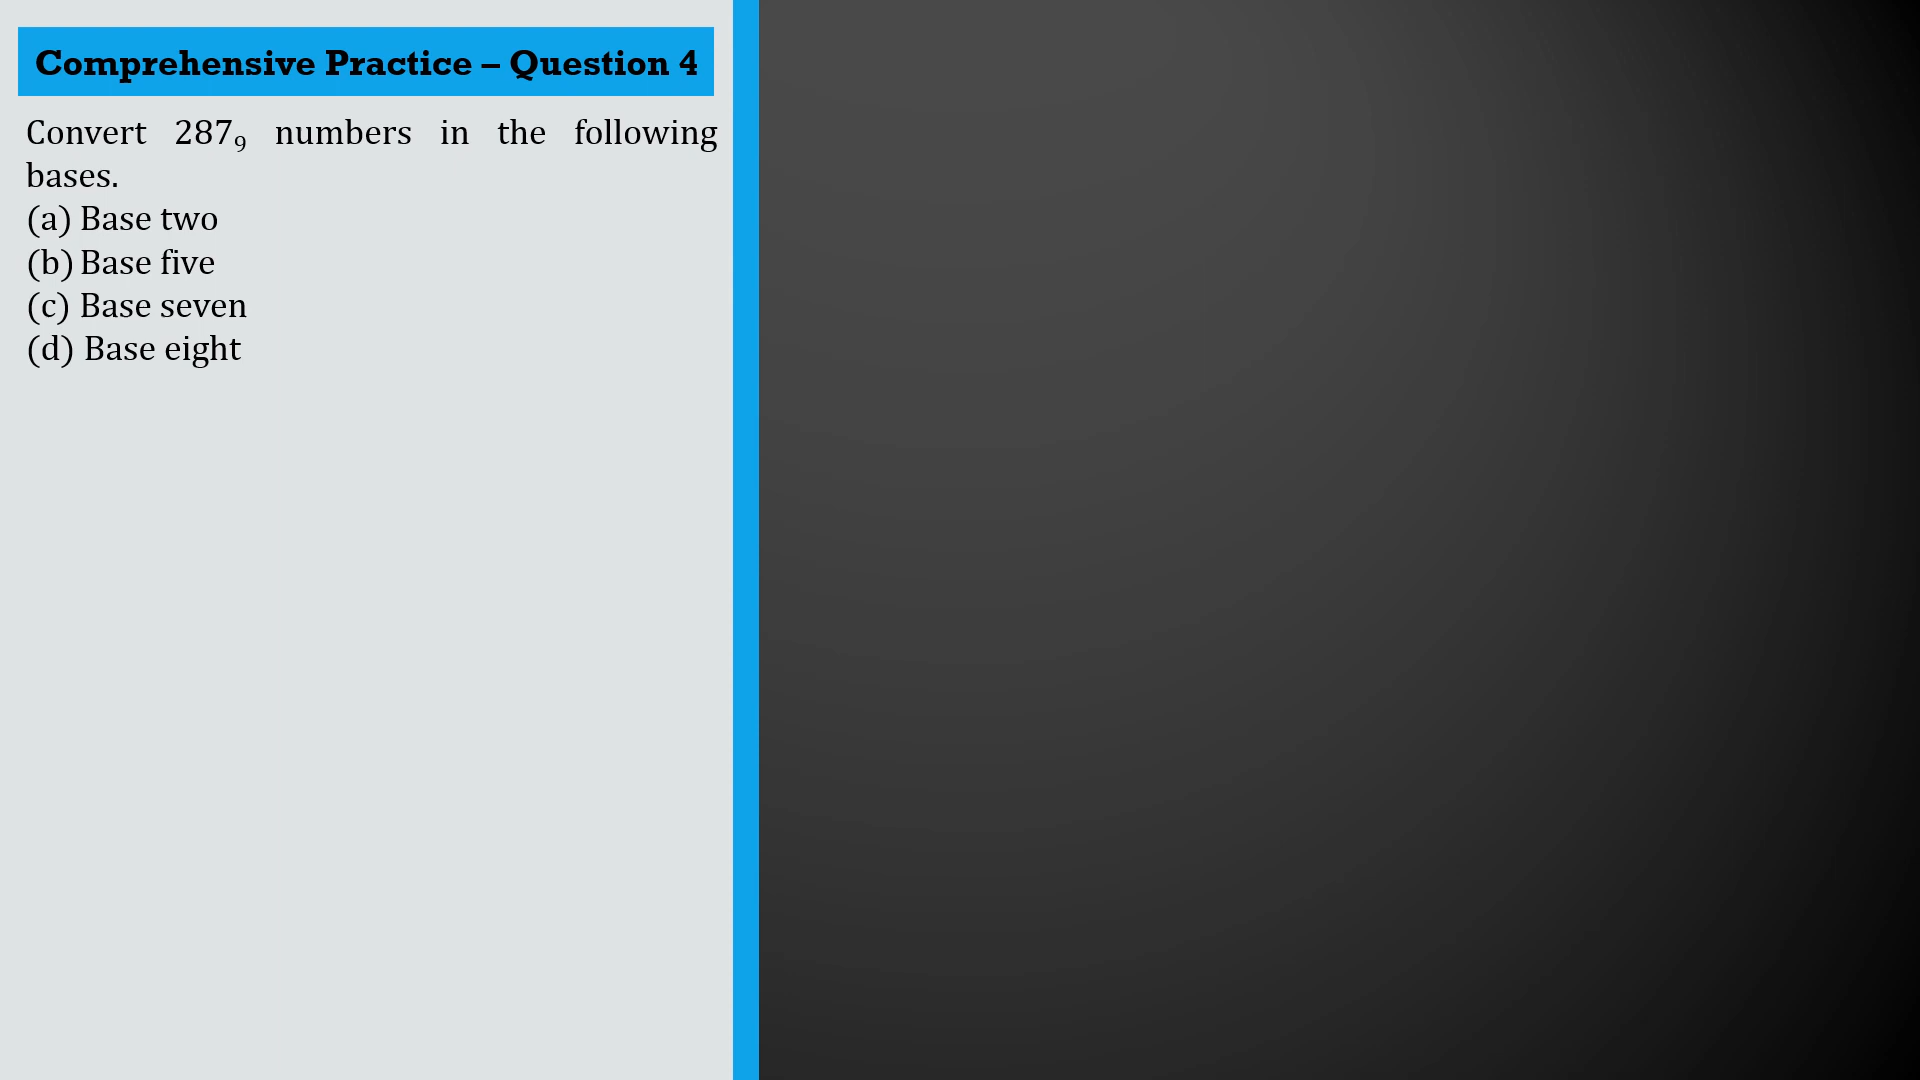 Comprehensive Practice – Question 4
Convert 287₉ numbers in the following
bases.
(a) Base two
(b) Base five
(c) Base seven
(d) Base eight